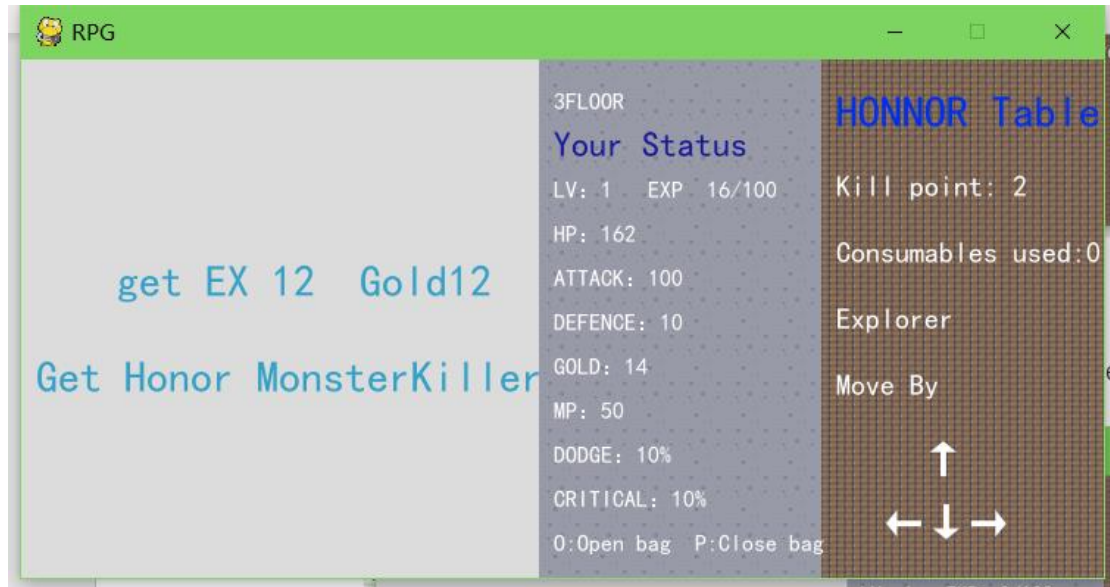 RPG
get EX 12 Gold12
Get Honor MonsterKiller
3FLOOR
Your Status
LV: 1 EXP 16/100
HP: 162
ATTACK: 100
DEFENCE: 10
GOLD: 14
MP: 50
DODGE: 10%
CRITICAL: 10%
O:Open bag P:Close bag
HONNOR Table
Kill point: 2
Consumables used:0
Explorer
Move By
↑
←↓→